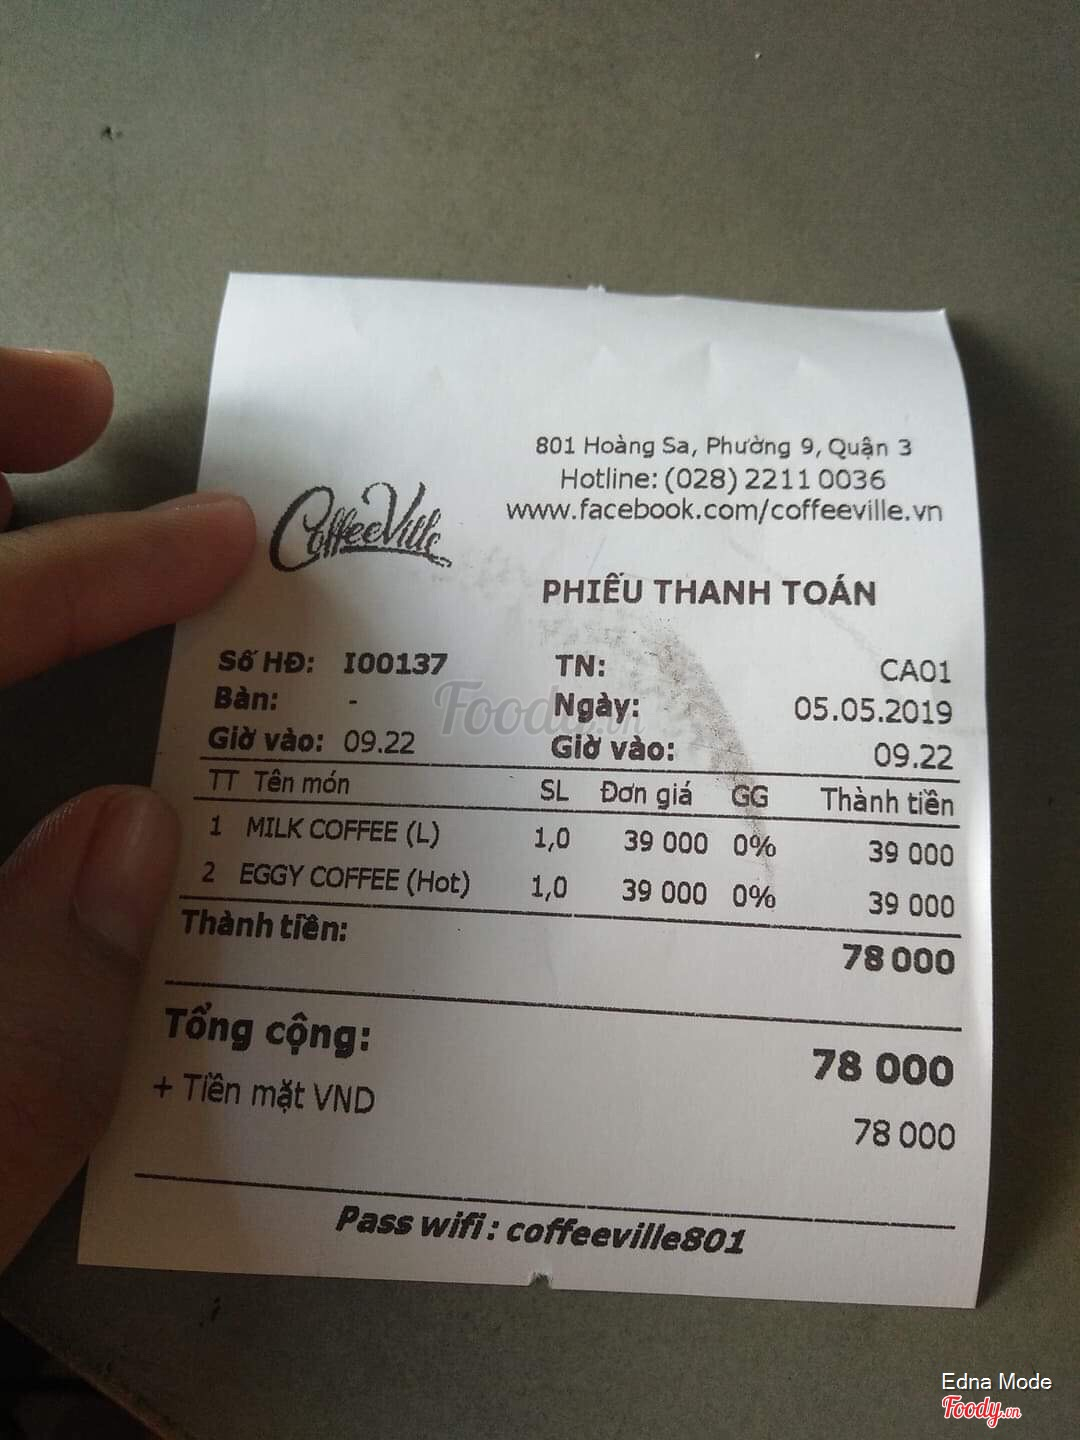 801 Hoàng Sa, Phường 9, Quận 3
Hotline: (028) 2211 0036
www.facebook.com/coffeeville.vn
CoffeeVille
PHIẾU THANH TOÁN
Số HĐ: I00137 TN: CA01
Bàn: - Ngày: 05.05.2019
Giờ vào: 09.22 Giờ vào: 09.22
TT Tên món SL Đơn giá GG Thành tiền
1 MILK COFFEE (L) 1,0 39 000 0% 39 000
2 EGGY COFFEE (Hot) 1,0 39 000 0% 39 000
Thành tiền: 78 000
Tổng cộng: 78 000
+ Tiền mặt VND 78 000
Pass wifi : coffeeville801
Foody.vn
Edna Mode
Foody.vn